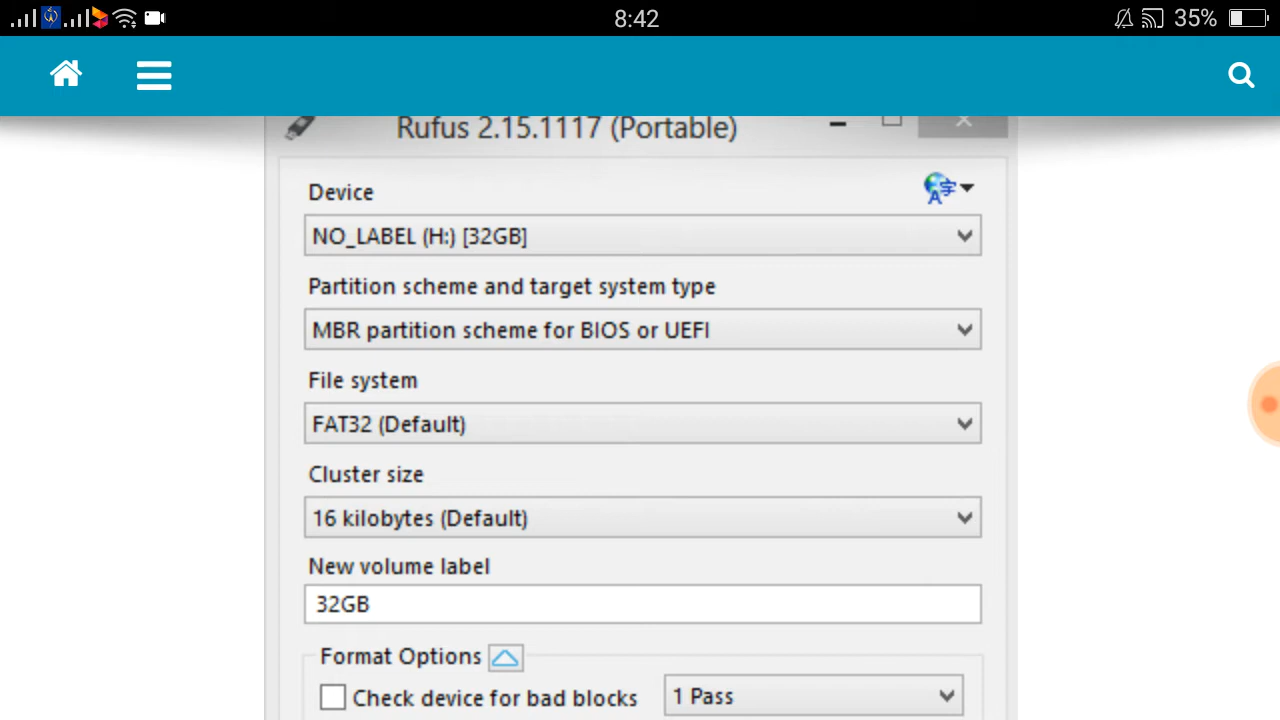 8:42
35%
Rufus 2.15.1117 (Portable)
Device
NO_LABEL (H:) [32GB]
Partition scheme and target system type
MBR partition scheme for BIOS or UEFI
File system
FAT32 (Default)
Cluster size
16 kilobytes (Default)
New volume label
32GB
Format Options
Check device for bad blocks
1 Pass